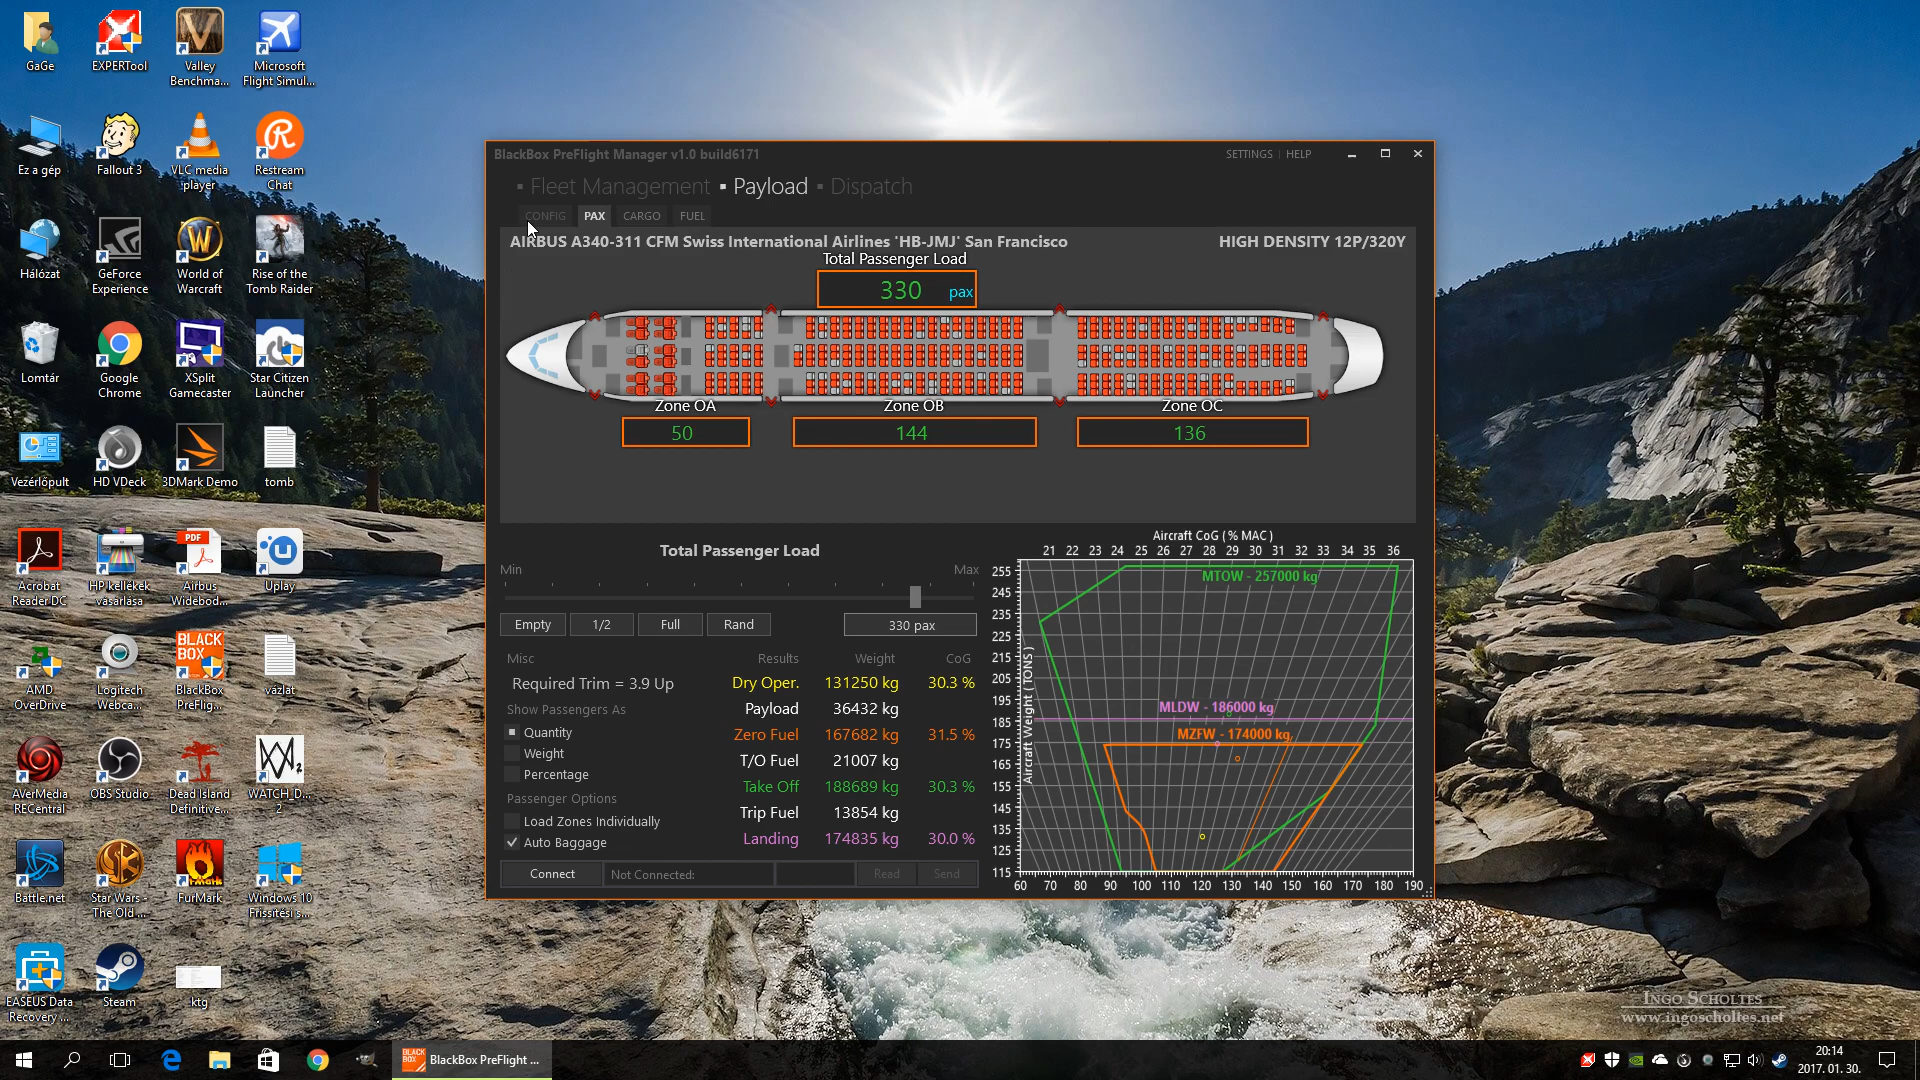 GaGe
EXPERTool
Valley
Benchma...
Microsoft
Flight Simul...
Ez a gép
Fallout 3
VLC media
player
Restream
Chat
Hálózat
GeForce
Experience
World of
Warcraft
Rise of the
Tomb Raider
Lomtár
Google
Chrome
XSplit
Gamecaster
Star Citizen
Launcher
Vezérlőpult
HD VDeck
3DMark Demo
tomb
Acrobat
Reader DC
HP kellékek
vásárlása
PDF
Airbus
Widebod...
Uplay
AMD
OverDrive
Logitech
Webca...
BLACK
BOX
BlackBox
PreFlig...
vázlat
AVerMedia
RECentral
OBS Studio
Dead Island
Definitive...
WATCH_D...
2
Battle.net
Star Wars -
The Old ...
FurMark
Windows 10
Frissítési s...
EASEUS Data
Recovery ...
Steam
ktg
BlackBox PreFlight Manager v1.0 build6171
SETTINGS | HELP
Fleet Management Payload Dispatch
CONFIG PAX CARGO FUEL
AIRBUS A340-311 CFM Swiss International Airlines 'HB-JMJ' San Francisco
HIGH DENSITY 12P/320Y
Total Passenger Load
330 pax
Zone OA Zone OB Zone OC
50 144 136
Total Passenger Load
Min Max
Empty 1/2 Full Rand 330 pax
Misc Results Weight CoG
Required Trim = 3.9 Up Dry Oper. 131250 kg 30.3 %
Show Passengers As Payload 36432 kg
Quantity Zero Fuel 167682 kg 31.5 %
Weight T/O Fuel 21007 kg
Percentage Take Off 188689 kg 30.3 %
Passenger Options Trip Fuel 13854 kg
Load Zones Individually
Auto Baggage Landing 174835 kg 30.0 %
Connect Not Connected: Read Send
Aircraft CoG ( % MAC )
21 22 23 24 25 26 27 28 29 30 31 32 33 34 35 36
MTOW - 257000 kg
MLDW - 186000 kg
MZFW - 174000 kg
Aircraft Weight ( TONS )
255
245
235
225
215
205
195
185
175
165
155
145
135
125
115
60 70 80 90 100 110 120 130 140 150 160 170 180 190
Ingo Scholtes
www.ingoscholtes.net
BLACK
BOX
BlackBox PreFlight ...
20:14
2017. 01. 30.